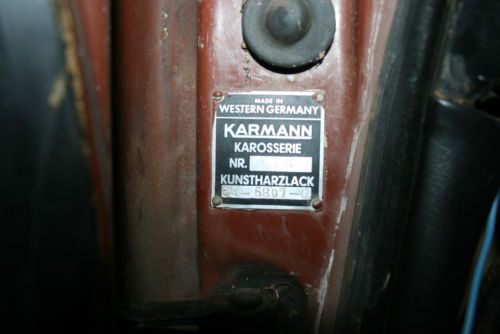 MADE IN
WESTERN GERMANY
KARMANN
KAROSSERIE
NR.
KUNSTHARZLACK